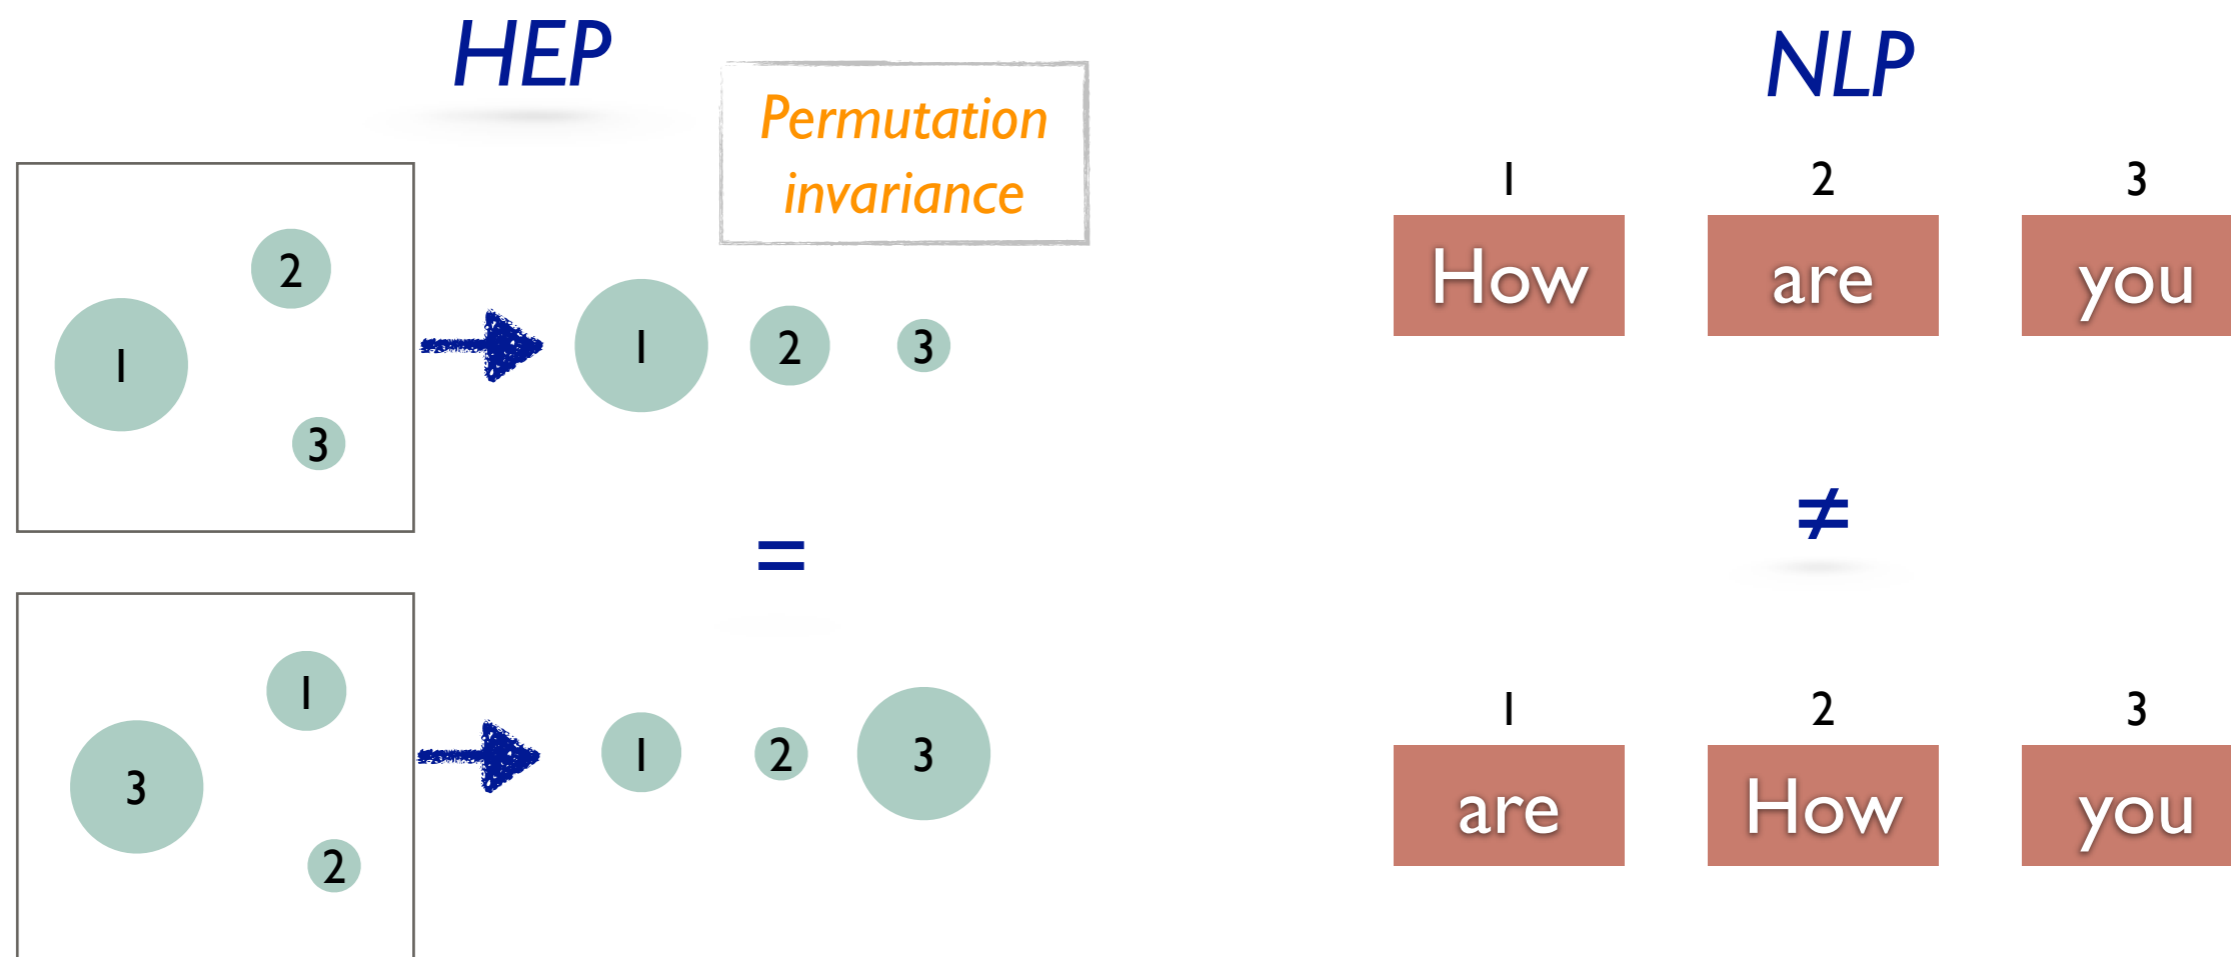 HEP
Permutation
invariance
2
1
3
1 2 3
=
1
3
2
1 2 3
NLP
1 2 3
How are you
≠
1 2 3
are How you